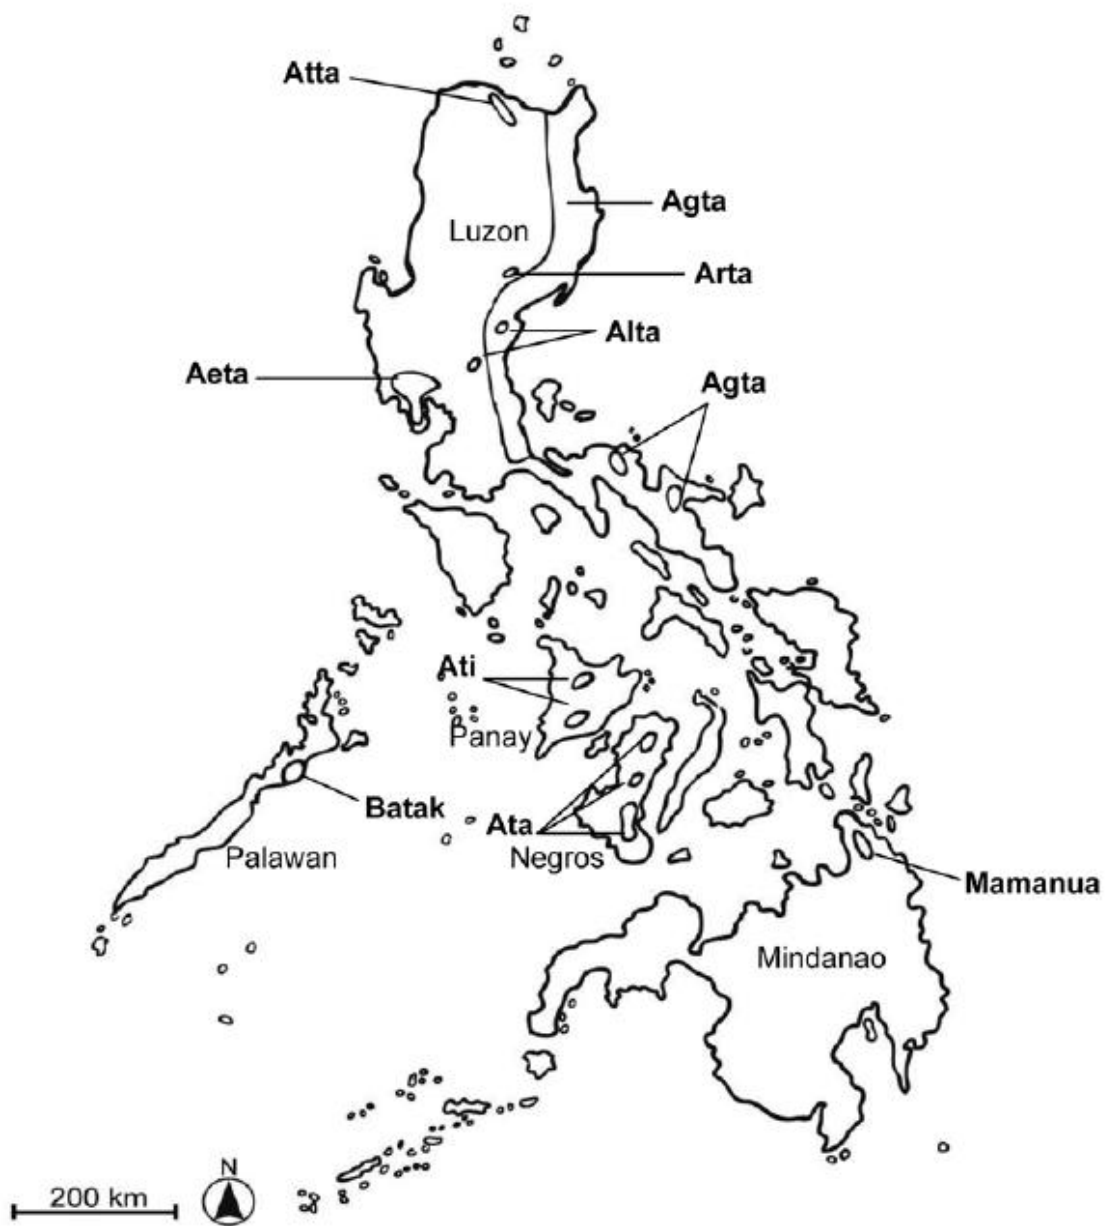 Atta
Agta
Luzon
Arta
Alta
Aeta
Agta
Ati
Panay
Batak
Ata
Palawan
Negros
Mamanua
Mindanao
N
200 km